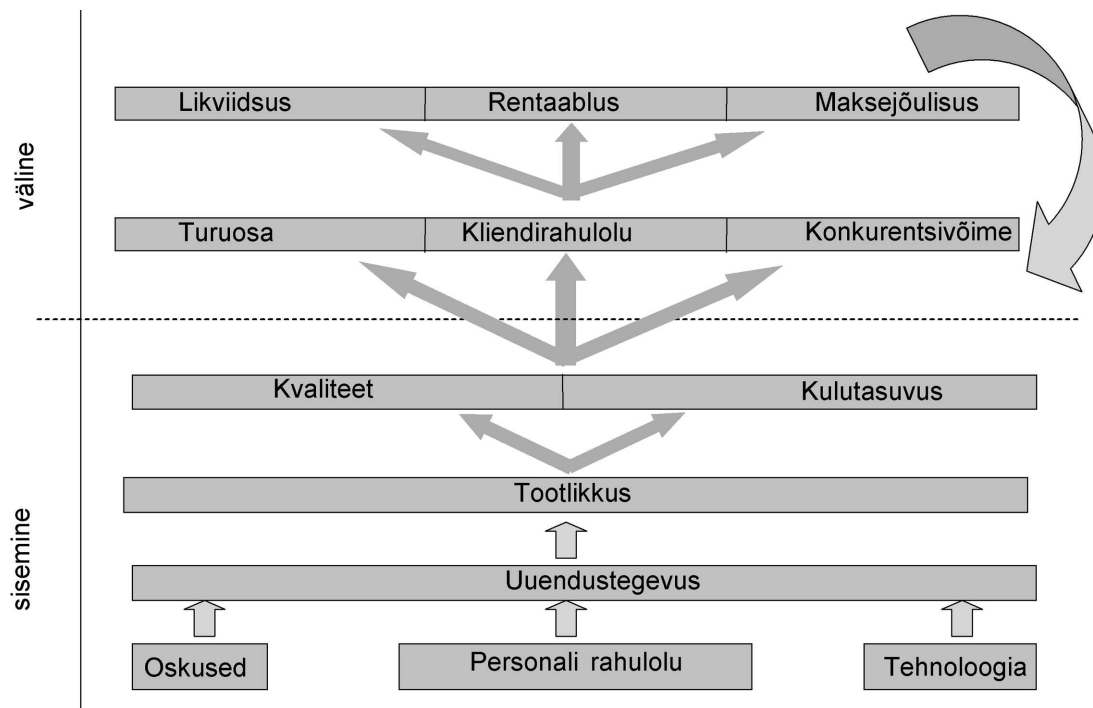 väline
Likviidsus Rentaablus Maksejõulisus
Turuosa Kliendirahulolu Konkurentsivõime
sisemine
Kvaliteet Kulutasuvus
Tootlikkus
Uuendustegevus
Oskused Personali rahulolu Tehnoloogia